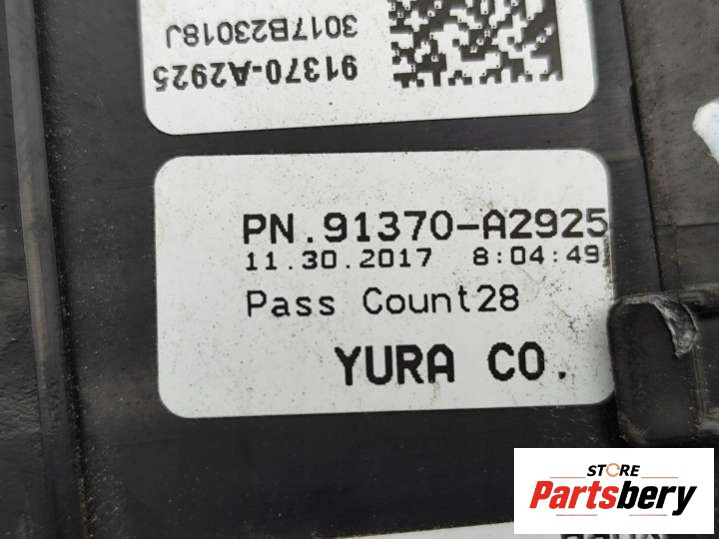 3017B23018J
91370-A2925
PN.91370-A2925
11.30.2017 8:04:49
Pass Count28
YURA CO.
STORE
Partsbery